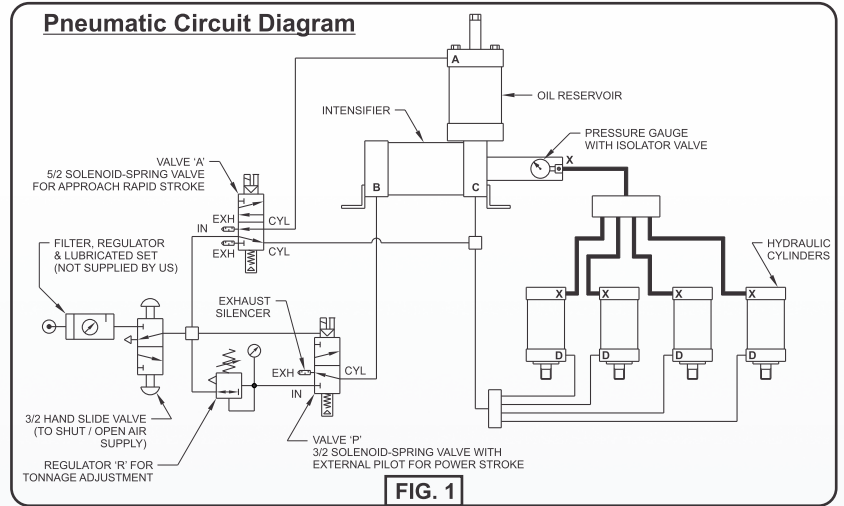 Pneumatic Circuit Diagram
A
OIL RESERVOIR
INTENSIFIER
PRESSURE GAUGE
WITH ISOLATOR VALVE
X
VALVE ‘A’
5/2 SOLENOID-SPRING VALVE
FOR APPROACH RAPID STROKE
B
C
EXH
CYL
IN
CYL
EXH
FILTER, REGULATOR
& LUBRICATED SET
(NOT SUPPLIED BY US)
HYDRAULIC
CYLINDERS
X
X
X
X
EXHAUST
SILENCER
D
D
D
D
EXH
CYL
IN
3/2 HAND SLIDE VALVE
(TO SHUT / OPEN AIR
SUPPLY)
VALVE ‘P’
3/2 SOLENOID-SPRING VALVE WITH
EXTERNAL PILOT FOR POWER STROKE
REGULATOR ‘R’ FOR
TONNAGE ADJUSTMENT
FIG. 1